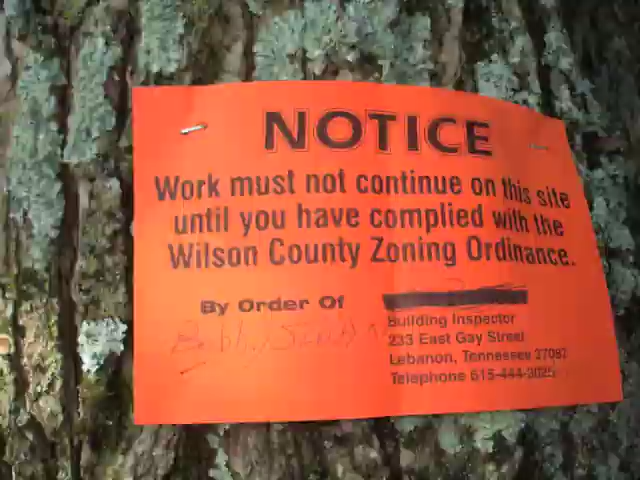 NOTICE
Work must not continue on this site
until you have complied with the
Wilson County Zoning Ordinance.
By Order Of
Building Inspector
233 East Gay Street
Lebanon, Tennessee 37087
Telephone 615-444-3025